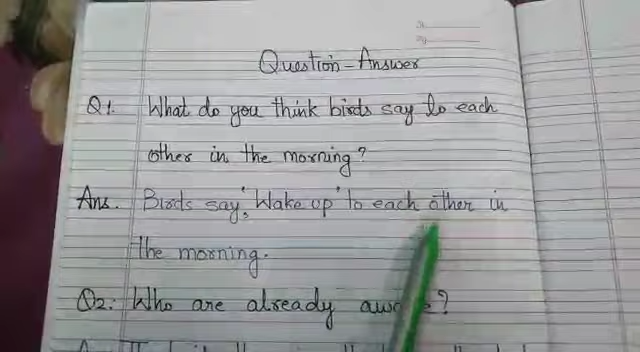 Question-Answer
Q1. What do you think birds say to each
other in the morning?
Ans. Birds say, "Wake up" to each other in
the morning.
Q2: Who are already awake?